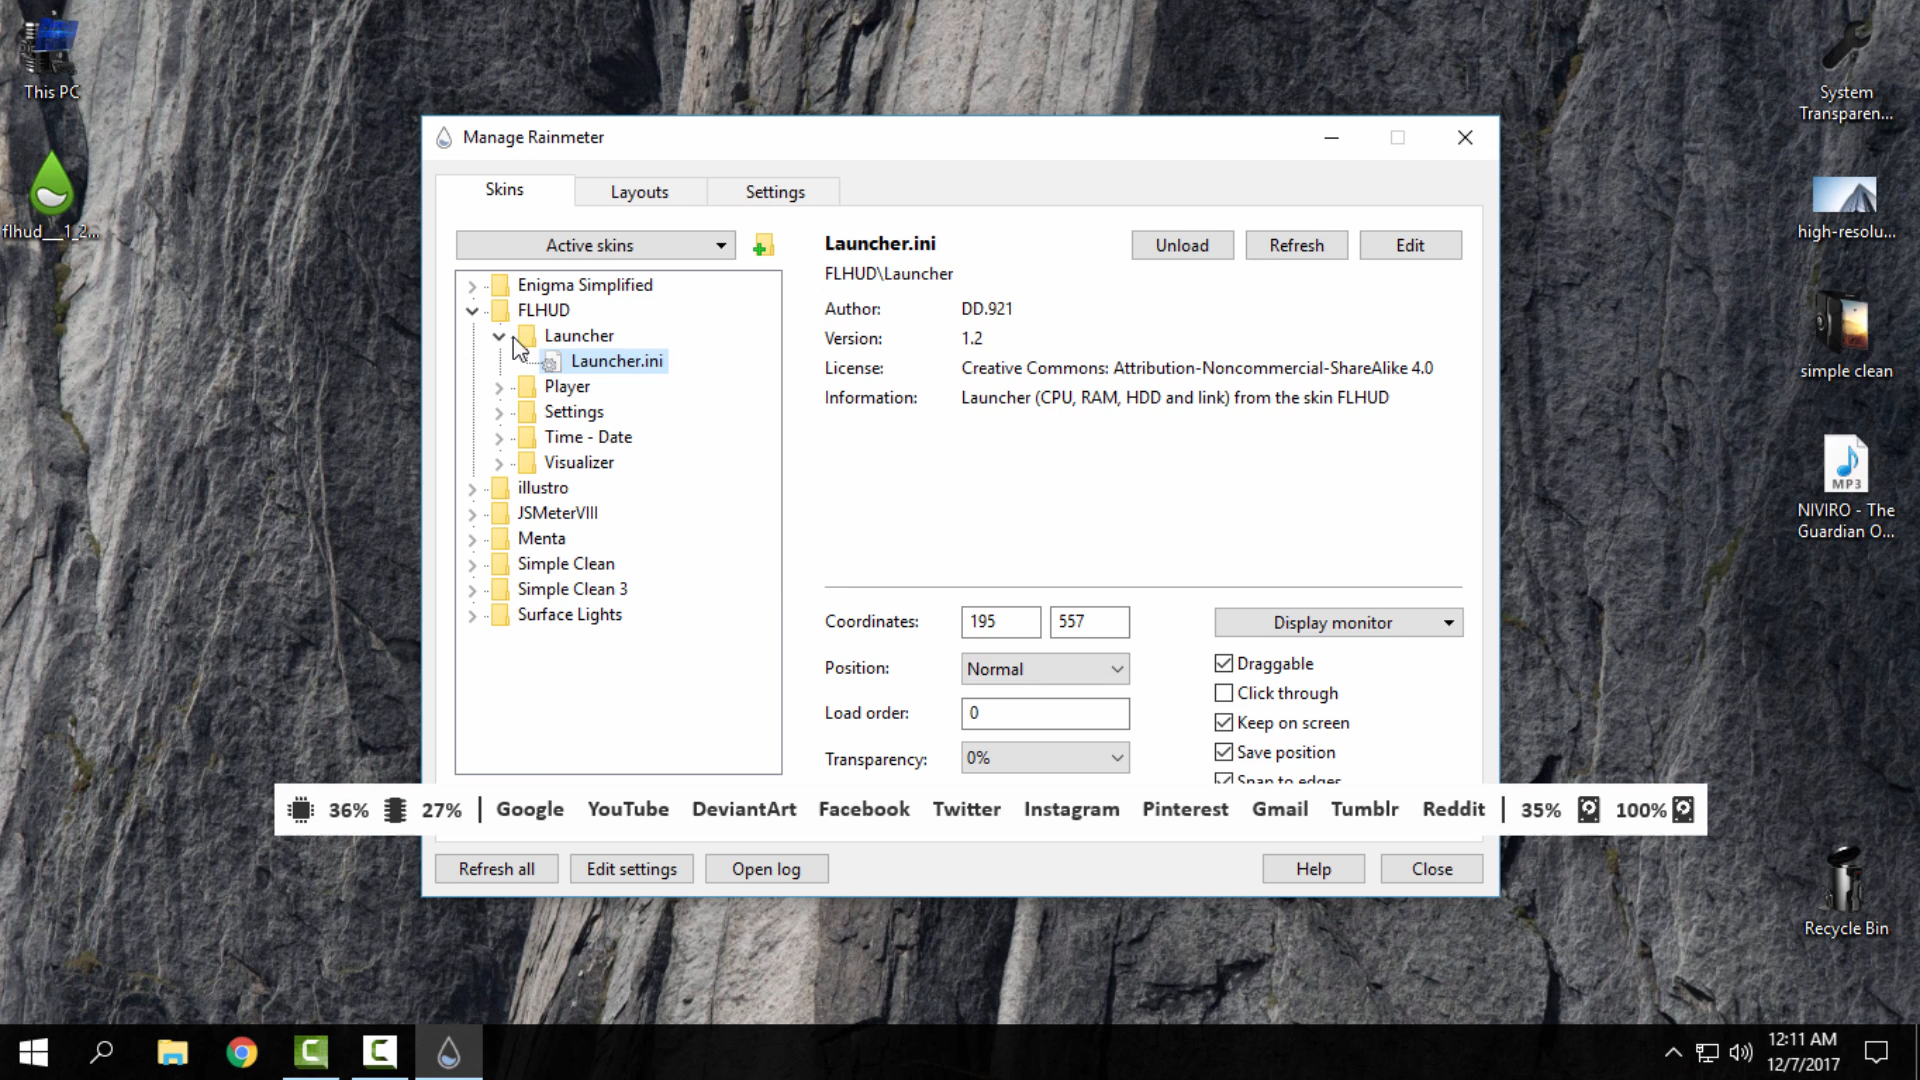 This PC
flhud___1_2...
System
Transparen...
high-resolu...
simple clean
MP3
NIVIRO - The
Guardian O...
Recycle Bin
Manage Rainmeter
Skins
Layouts
Settings
Active skins
Enigma Simplified
FLHUD
Launcher
Launcher.ini
Player
Settings
Time - Date
Visualizer
illustro
JSMeterVIII
Menta
Simple Clean
Simple Clean 3
Surface Lights
Launcher.ini
Unload
Refresh
Edit
FLHUD\Launcher
Author: DD.921
Version: 1.2
License: Creative Commons: Attribution-Noncommercial-ShareAlike 4.0
Information: Launcher (CPU, RAM, HDD and link) from the skin FLHUD
Coordinates: 195 557
Position: Normal
Load order: 0
Transparency: 0%
Display monitor
Draggable
Click through
Keep on screen
Save position
Snap to edges
36% 27% | Google YouTube DeviantArt Facebook Twitter Instagram Pinterest Gmail Tumblr Reddit | 35% 100%
Refresh all
Edit settings
Open log
Help
Close
12:11 AM
12/7/2017